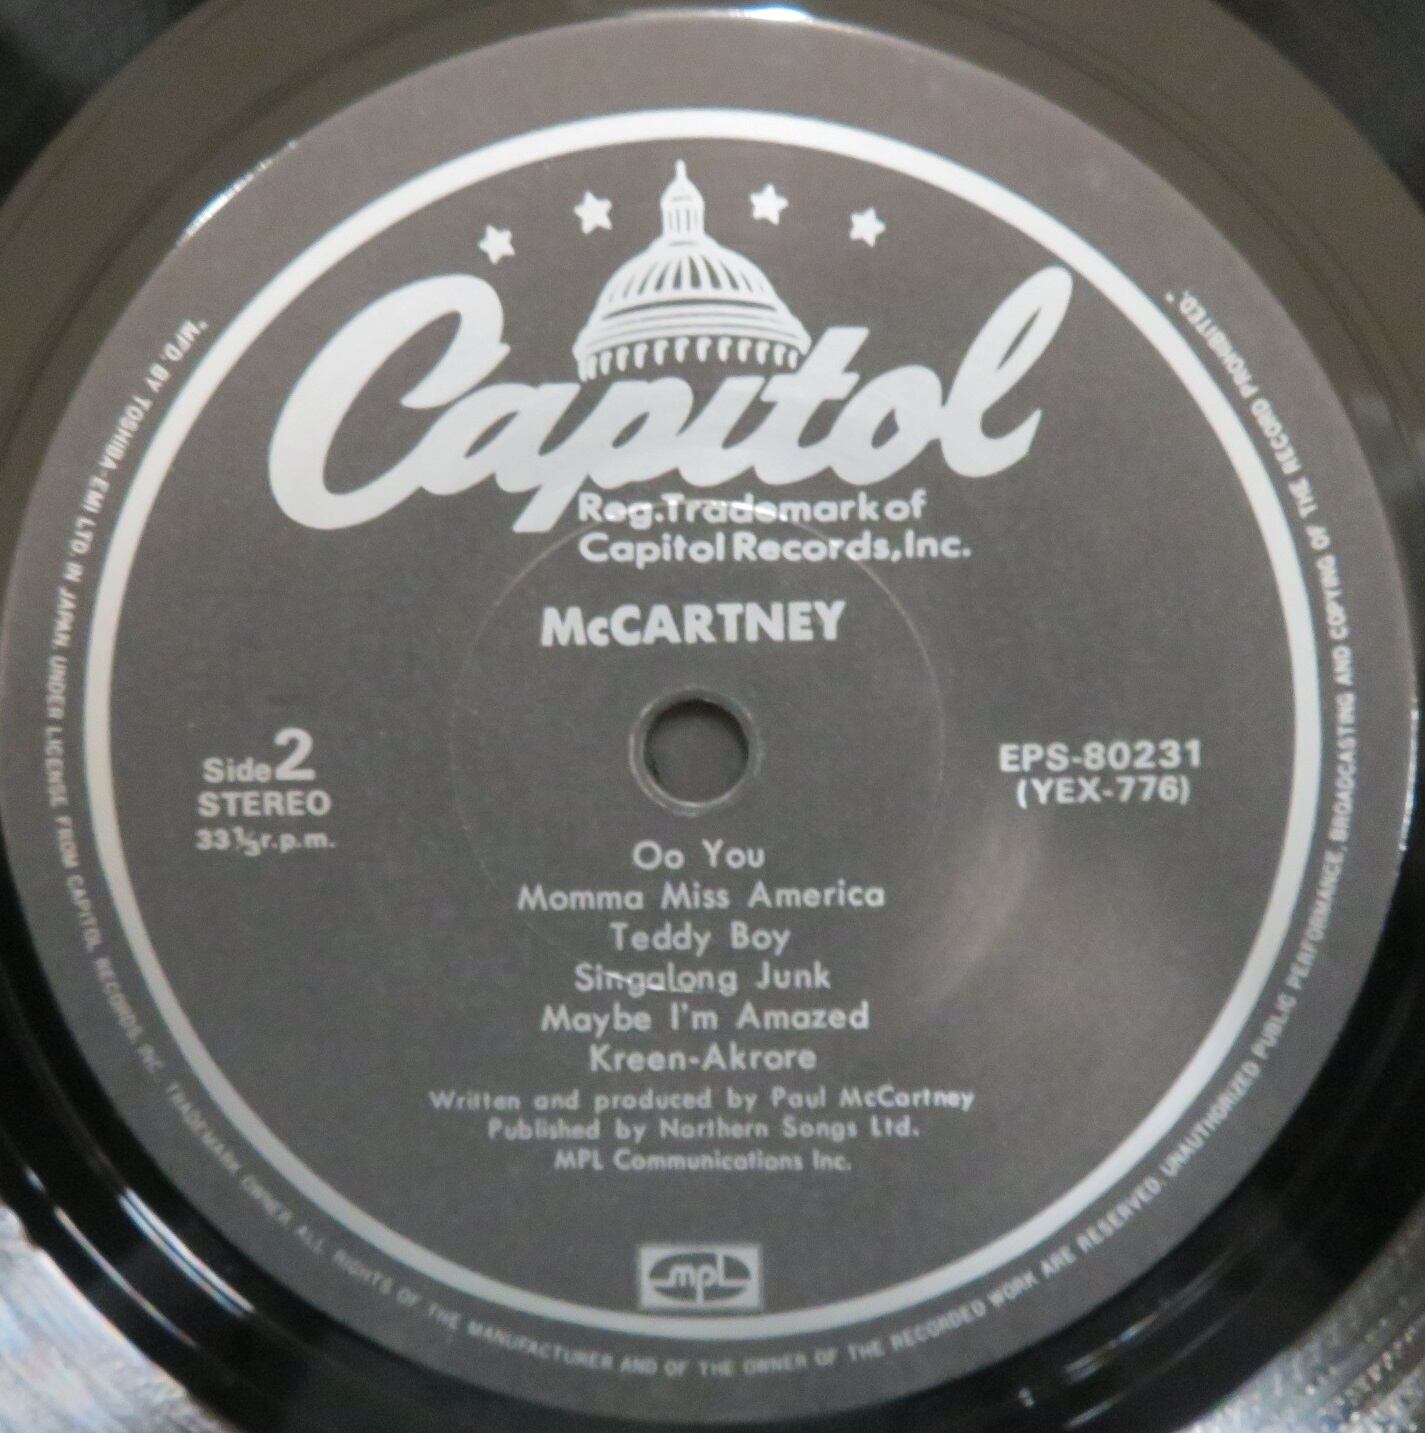 Capitol
Reg.Trademark of
Capitol Records,Inc.
McCARTNEY
Side 2
STEREO
33 1/3 r.p.m.
EPS-80231
(YEX-776)
Oo You
Momma Miss America
Teddy Boy
Singalong Junk
Maybe I'm Amazed
Kreen-Akrore
Written and produced by Paul McCartney
Published by Northern Songs Ltd.
MPL Communications Inc.
mpl
"MFD. BY TOSHIBA-EMI LTD. IN JAPAN. UNDER LICENSE FROM CAPITOL RECORDS, INC. TRADEMARK OWNER. ALL RIGHTS OF THE MANUFACTURER AND OF THE OWNER OF THE RECORDED WORK ARE RESERVED. UNAUTHORIZED PUBLIC PERFORMANCE, BROADCASTING AND COPYING OF THE RECORD PROHIBITED."